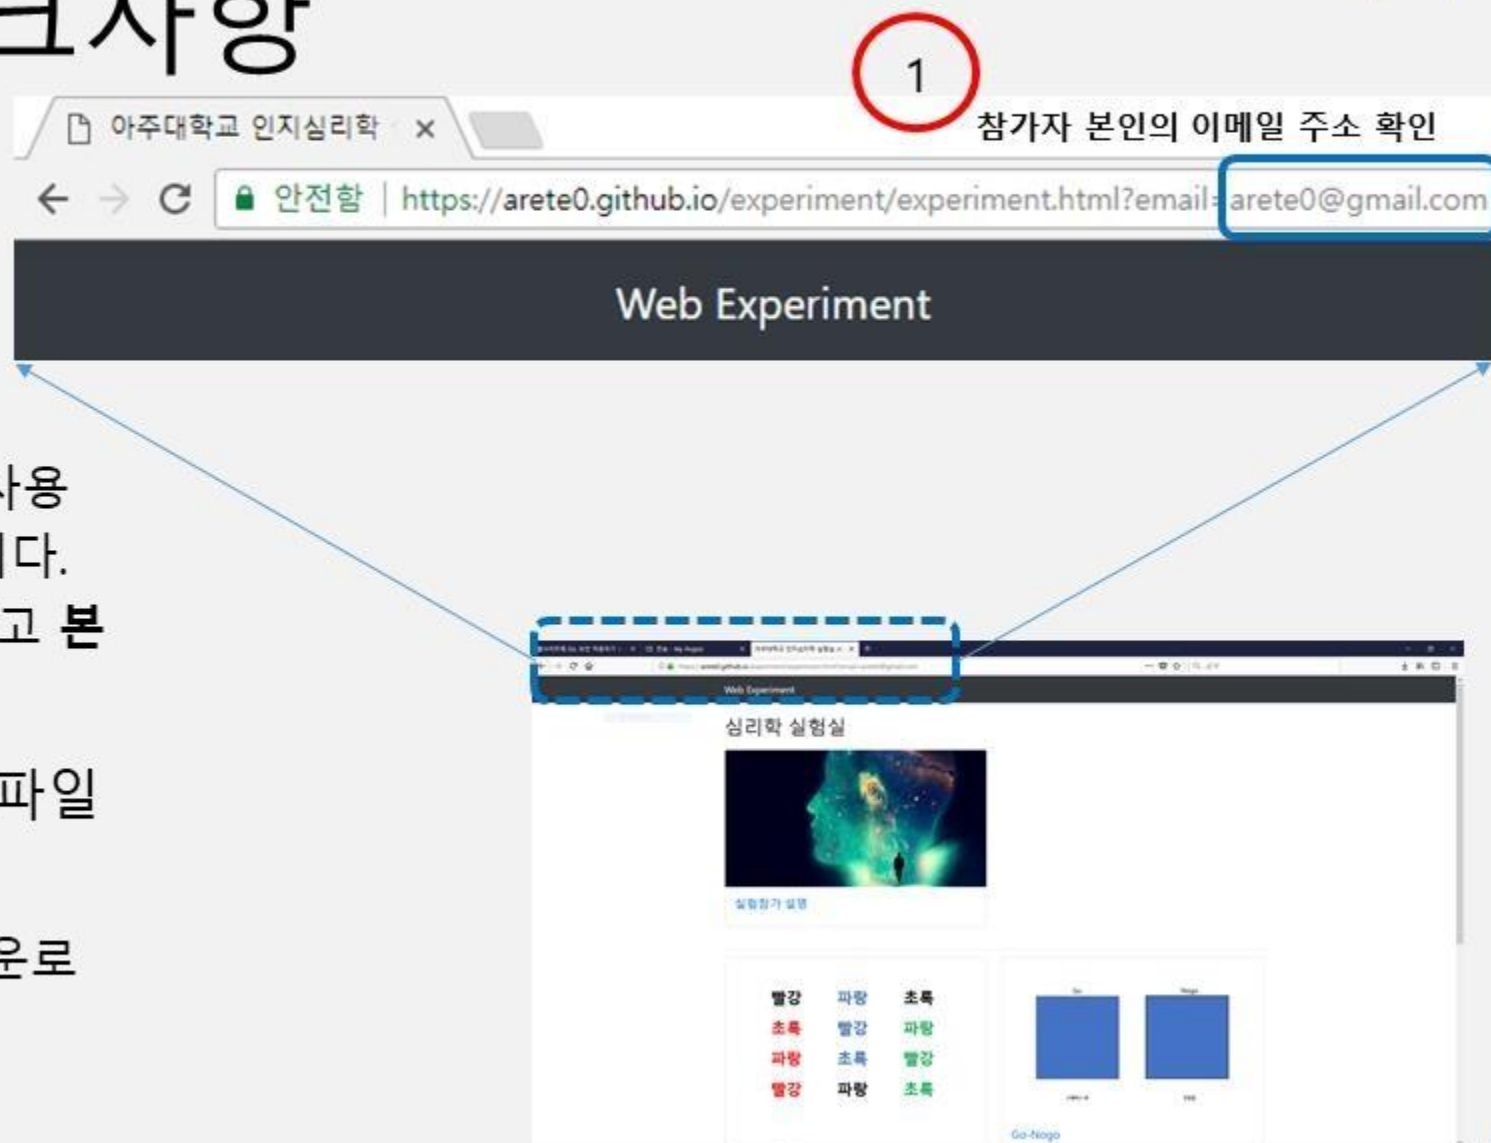 크사항
1
참가자 본인의 이메일 주소 확인
아주대학교 인지심리학
안전함 | https://arete0.github.io/experiment/experiment.html?email=arete0@gmail.com
Web Experiment
사용
니다.
고 본
파일
운로
Web Experiment
심리학 실험실
실험참가 설명
빨강 파랑 초록
초록 빨강 파랑
파랑 초록 빨강
빨강 파랑 초록
Go Nogo
Go-Nogo